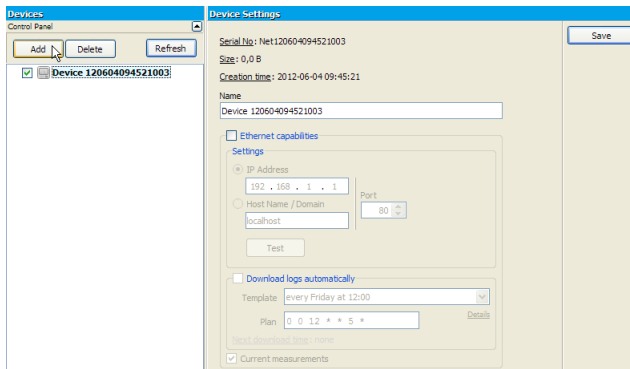 Devices
Control Panel
Add Delete Refresh
Device 120604094521003
Device Settings
Serial No: Net120604094521003
Size: 0,0 B
Creation time: 2012-06-04 09:45:21
Name
Device 120604094521003
Ethernet capabilities
Settings
IP Address
192 . 168 . 1 . 1
Port
80
Host Name / Domain
localhost
Test
Download logs automatically
Template every Friday at 12:00
Plan 0 0 12 * * 5 *
Details
Next download time: none
Current measurements
Save